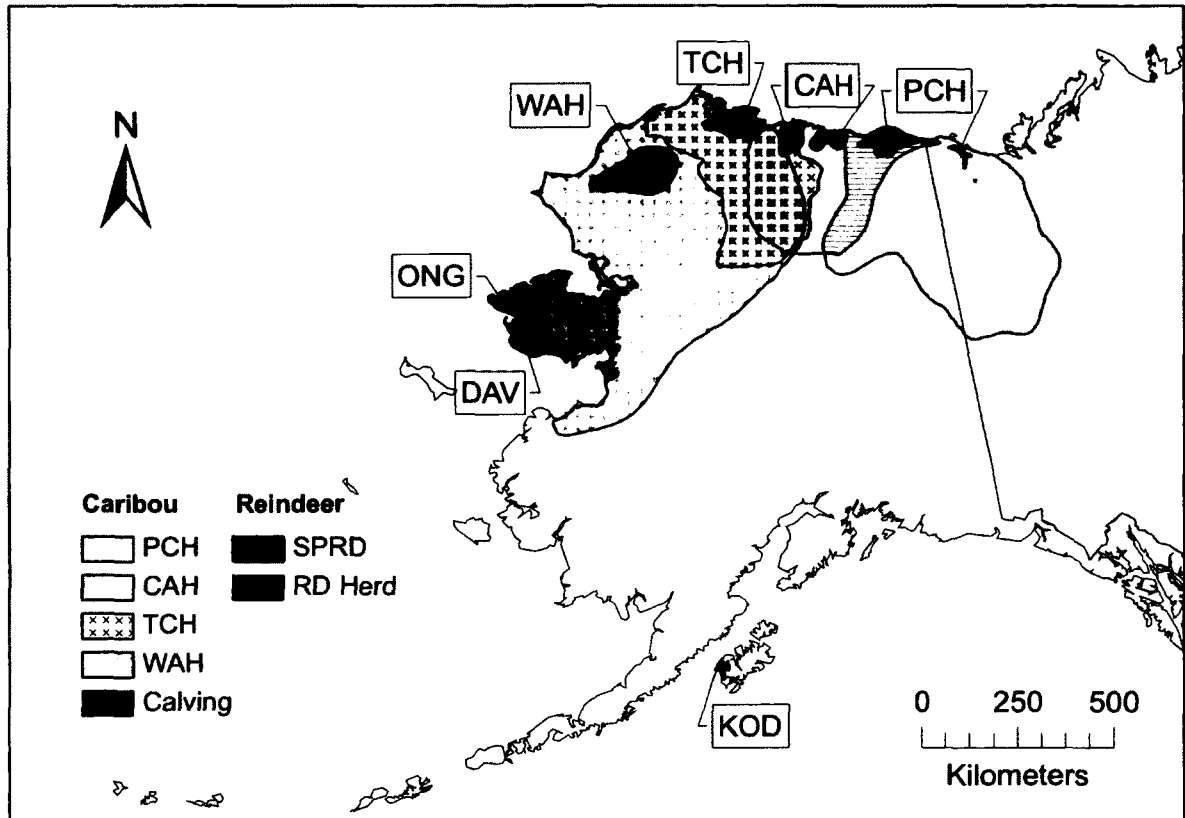 TCH
CAH
PCH
WAH
N
ONG
DAV
Caribou Reindeer
PCH SPRD
CAH RD Herd
TCH
WAH
Calving
KOD
0 250 500
Kilometers